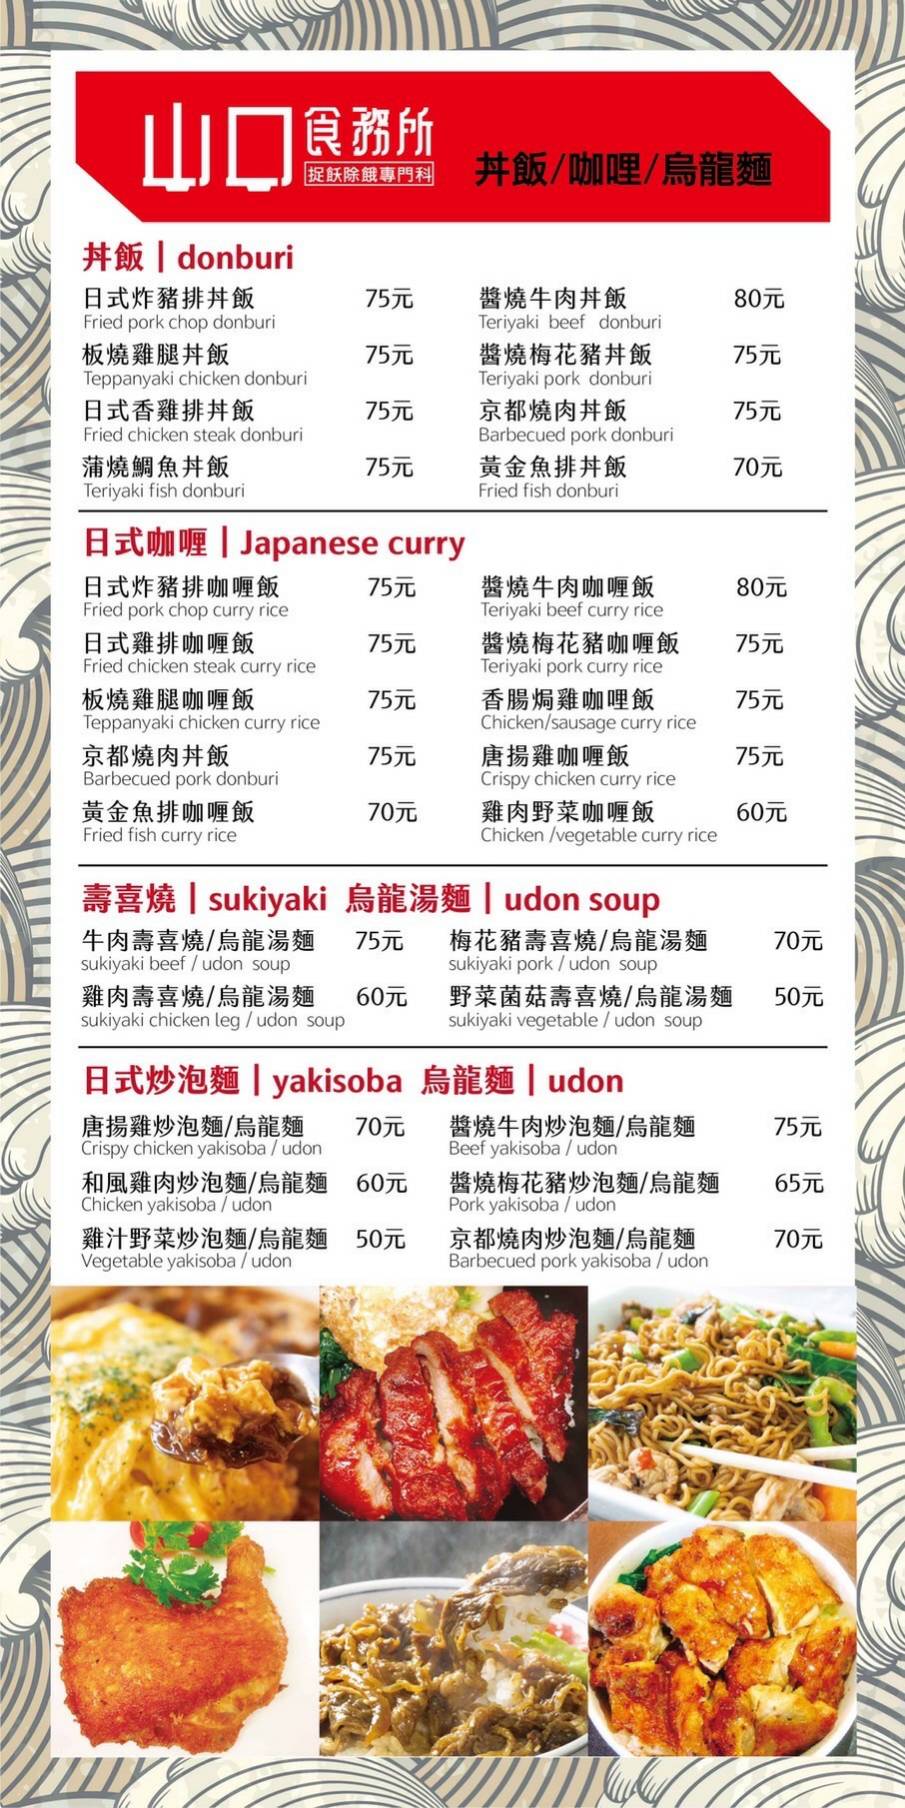 山口食務所
捉飫除餓專門科
丼飯/咖哩/烏龍麵
丼飯｜donburi
日式炸豬排丼飯 75元
Fried pork chop donburi
醬燒牛肉丼飯 80元
Teriyaki beef donburi
板燒雞腿丼飯 75元
Teppanyaki chicken donburi
醬燒梅花豬丼飯 75元
Teriyaki pork donburi
日式香雞排丼飯 75元
Fried chicken steak donburi
京都燒肉丼飯 75元
Barbecued pork donburi
蒲燒鯛魚丼飯 75元
Teriyaki fish donburi
黃金魚排丼飯 70元
Fried fish donburi
日式咖喱｜Japanese curry
日式炸豬排咖喱飯 75元
Fried pork chop curry rice
醬燒牛肉咖喱飯 80元
Teriyaki beef curry rice
日式雞排咖喱飯 75元
Fried chicken steak curry rice
醬燒梅花豬咖喱飯 75元
Teriyaki pork curry rice
板燒雞腿咖喱飯 75元
Teppanyaki chicken curry rice
香腸焗雞咖哩飯 75元
Chicken/sausage curry rice
京都燒肉丼飯 75元
Barbecued pork donburi
唐揚雞咖喱飯 75元
Crispy chicken curry rice
黃金魚排咖喱飯 70元
Fried fish curry rice
雞肉野菜咖喱飯 60元
Chicken /vegetable curry rice
壽喜燒｜sukiyaki 烏龍湯麵｜udon soup
牛肉壽喜燒/烏龍湯麵 75元
sukiyaki beef / udon soup
梅花豬壽喜燒/烏龍湯麵 70元
sukiyaki pork / udon soup
雞肉壽喜燒/烏龍湯麵 60元
sukiyaki chicken leg / udon soup
野菜菌菇壽喜燒/烏龍湯麵 50元
sukiyaki vegetable / udon soup
日式炒泡麵｜yakisoba 烏龍麵｜udon
唐揚雞炒泡麵/烏龍麵 70元
Crispy chicken yakisoba / udon
醬燒牛肉炒泡麵/烏龍麵 75元
Beef yakisoba / udon
和風雞肉炒泡麵/烏龍麵 60元
Chicken yakisoba / udon
醬燒梅花豬炒泡麵/烏龍麵 65元
Pork yakisoba / udon
雞汁野菜炒泡麵/烏龍麵 50元
Vegetable yakisoba / udon
京都燒肉炒泡麵/烏龍麵 70元
Barbecued pork yakisoba / udon